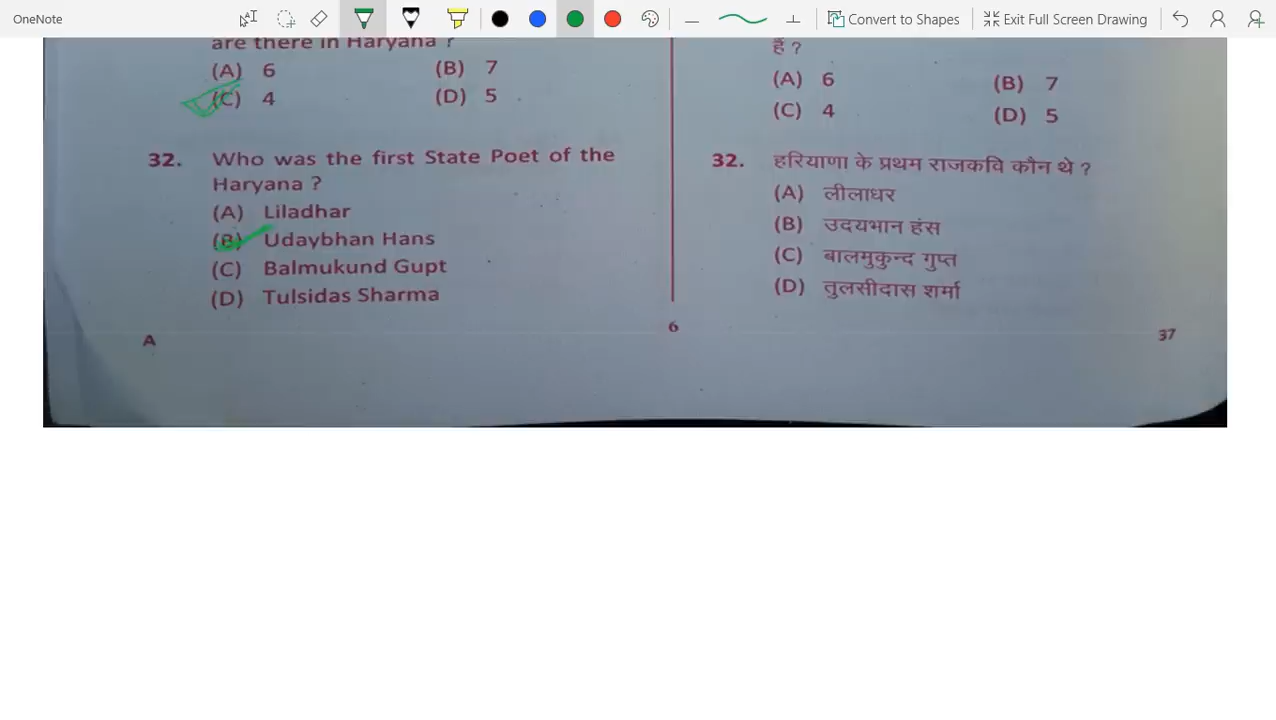 OneNote
Convert to Shapes
Exit Full Screen Drawing
are there in Haryana ?
(A) 6 (B) 7
(C) 4 (D) 5
32. Who was the first State Poet of the
Haryana ?
(A) Liladhar
(B) Udaybhan Hans
(C) Balmukund Gupt
(D) Tulsidas Sharma
हैं ?
(A) 6 (B) 7
(C) 4 (D) 5
32. हरियाणा के प्रथम राजकवि कौन थे ?
(A) लीलाधर
(B) उदयभान हंस
(C) बालमुकुन्द गुप्त
(D) तुलसीदास शर्मा
A 6 37